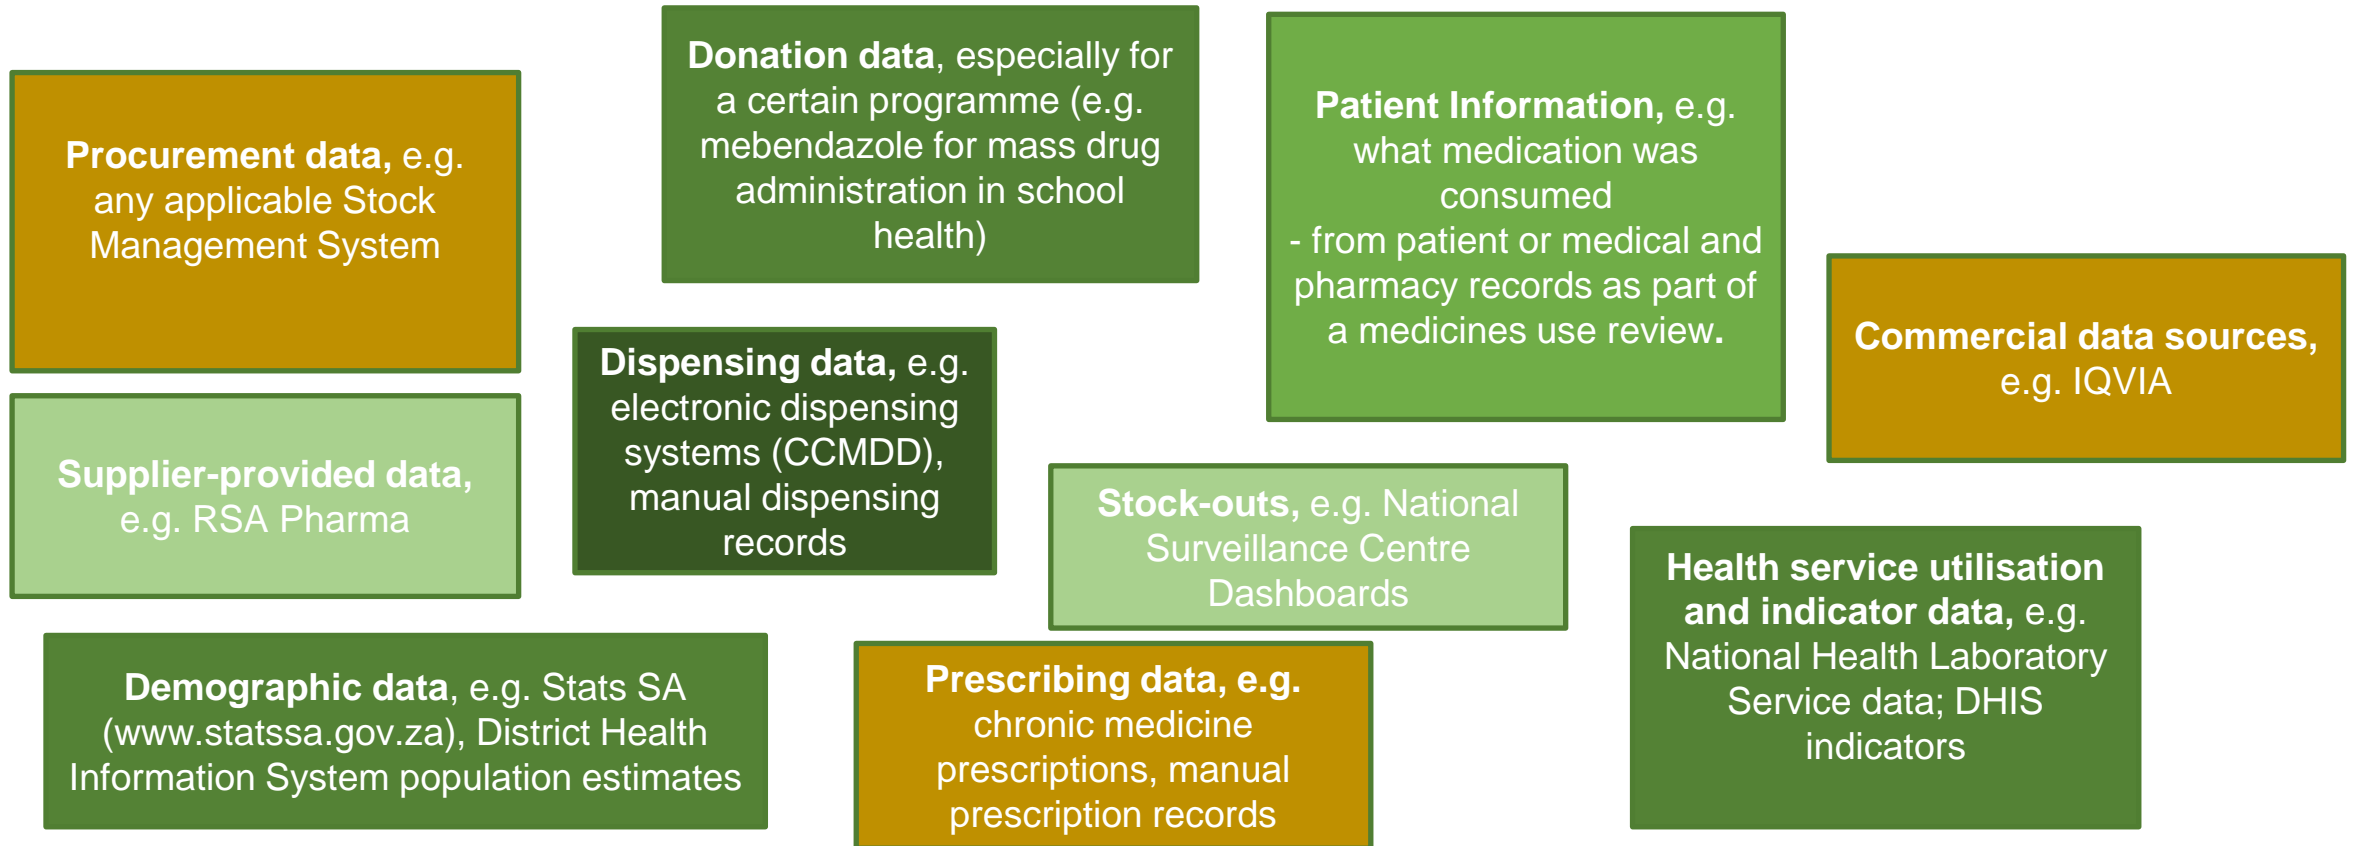 Procurement data, e.g.
any applicable Stock
Management System
Donation data, especially for
a certain programme (e.g.
mebendazole for mass drug
administration in school
health)
Patient Information, e.g.
what medication was
consumed
- from patient or medical and
pharmacy records as part of
a medicines use review.
Commercial data sources,
e.g. IQVIA
Supplier-provided data,
e.g. RSA Pharma
Dispensing data, e.g.
electronic dispensing
systems (CCMDD),
manual dispensing
records
Stock-outs, e.g. National
Surveillance Centre
Dashboards
Health service utilisation
and indicator data, e.g.
National Health Laboratory
Service data; DHIS
indicators
Demographic data, e.g. Stats SA
(www.statssa.gov.za), District Health
Information System population estimates
Prescribing data, e.g.
chronic medicine
prescriptions, manual
prescription records